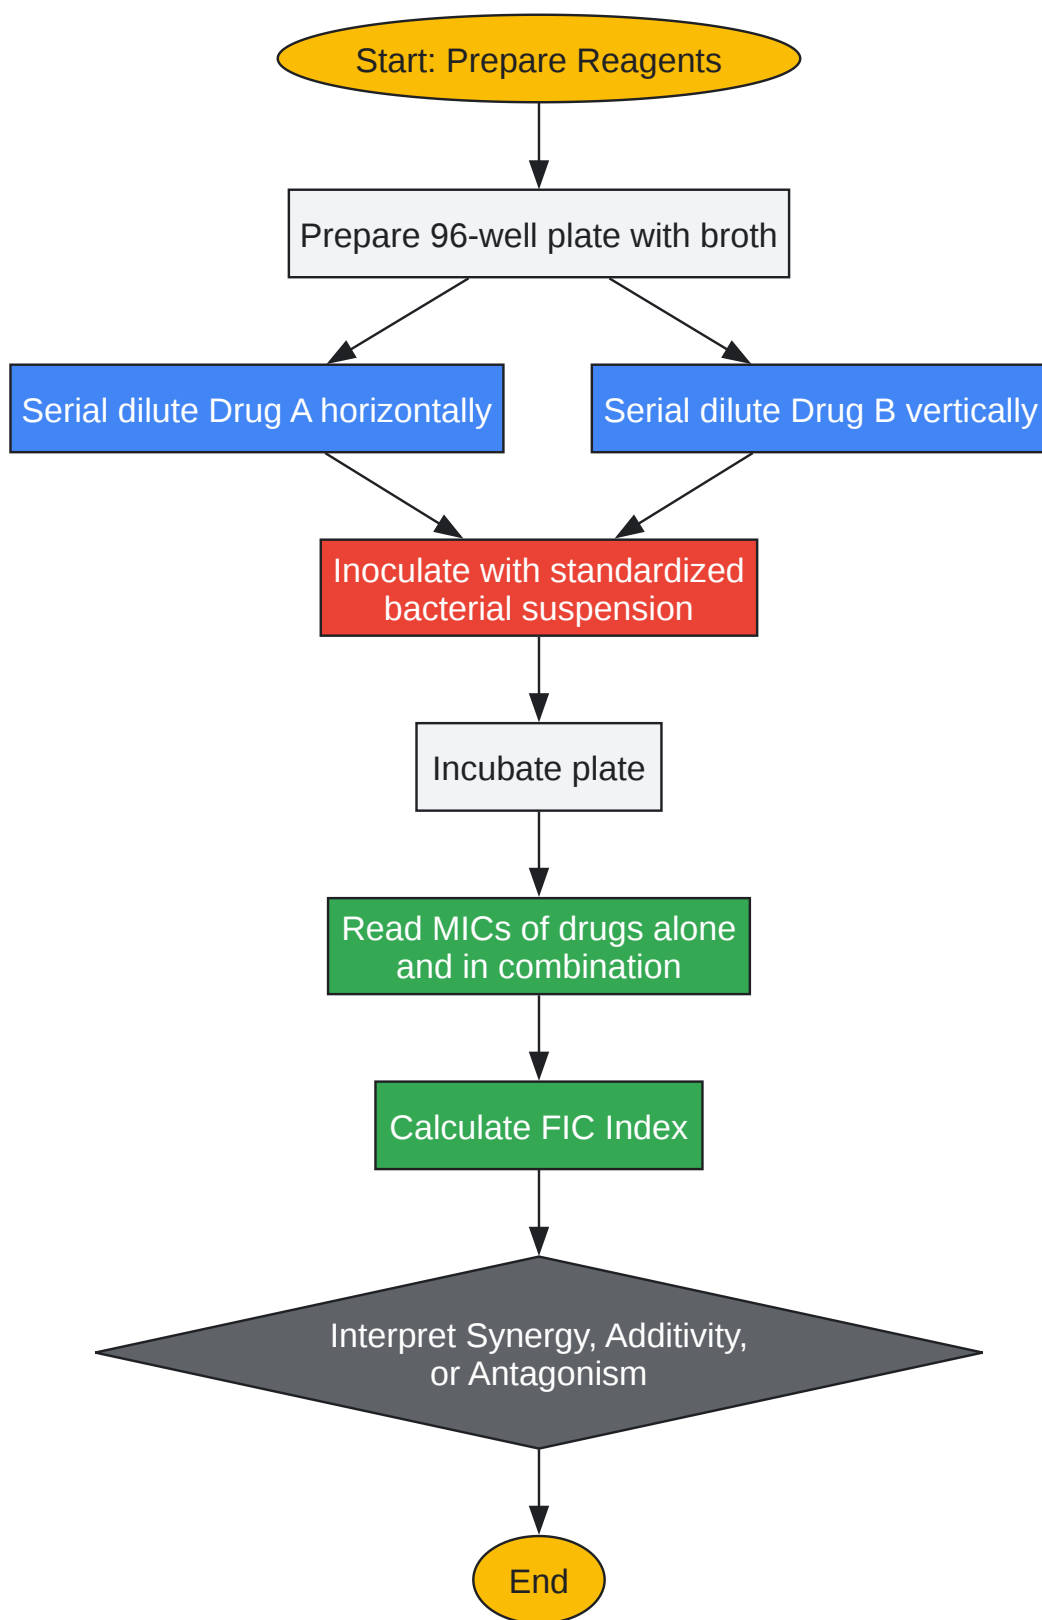 Start: Prepare Reagents
Prepare 96-well plate with broth
Serial dilute Drug A horizontally
Serial dilute Drug B vertically
Inoculate with standardized
bacterial suspension
Incubate plate
Read MICs of drugs alone
and in combination
Calculate FIC Index
Interpret Synergy, Additivity,
or Antagonism
End